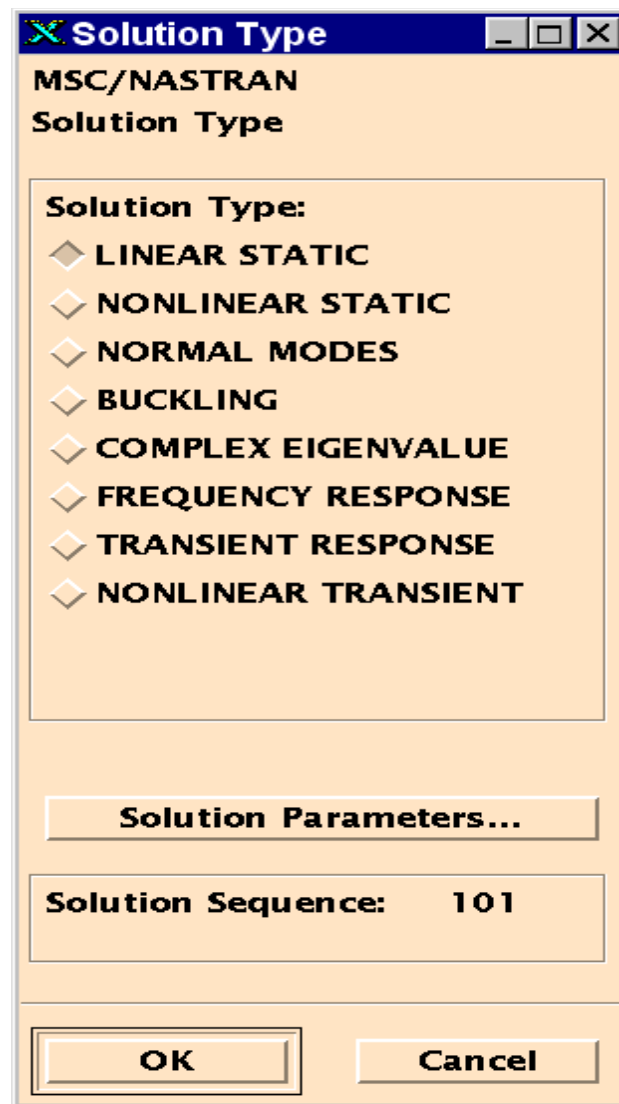 Solution Type
MSC/NASTRAN
Solution Type
Solution Type:
LINEAR STATIC
NONLINEAR STATIC
NORMAL MODES
BUCKLING
COMPLEX EIGENVALUE
FREQUENCY RESPONSE
TRANSIENT RESPONSE
NONLINEAR TRANSIENT
Solution Parameters...
Solution Sequence: 101
OK Cancel